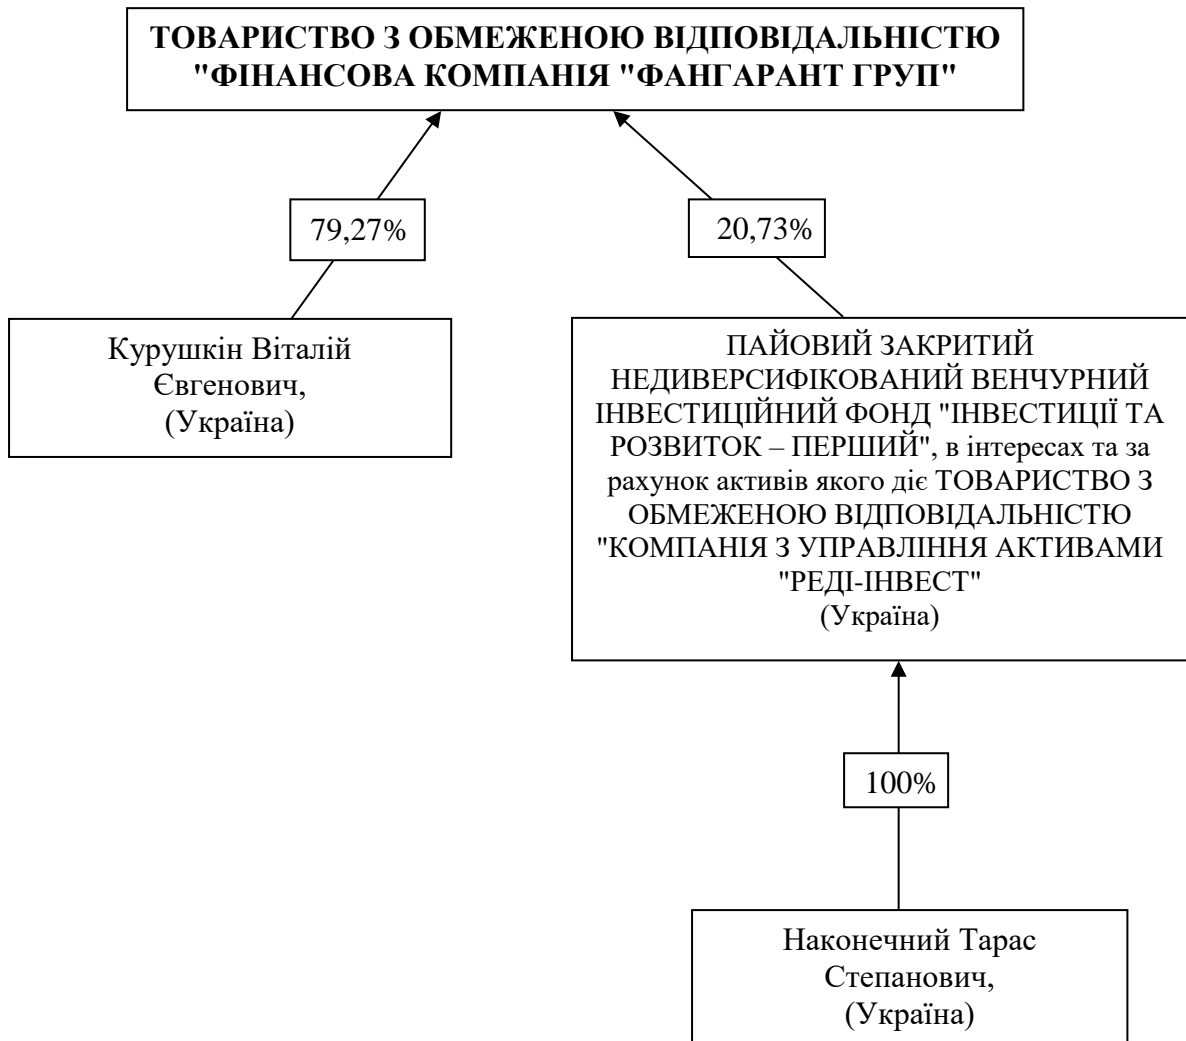 ТОВАРИСТВО З ОБМЕЖЕНОЮ ВІДПОВІДАЛЬНІСТЮ
"ФІНАНСОВА КОМПАНІЯ "ФАНГАРАНТ ГРУП"
79,27%
20,73%
Курушкін Віталій
Євгенович,
(Україна)
ПАЙОВИЙ ЗАКРИТИЙ
НЕДИВЕРСИФІКОВАНИЙ ВЕНЧУРНИЙ
ІНВЕСТИЦІЙНИЙ ФОНД "ІНВЕСТИЦІЇ ТА
РОЗВИТОК – ПЕРШИЙ", в інтересах та за
рахунок активів якого діє ТОВАРИСТВО З
ОБМЕЖЕНОЮ ВІДПОВІДАЛЬНІСТЮ
"КОМПАНІЯ З УПРАВЛІННЯ АКТИВАМИ
"РЕДІ-ІНВЕСТ"
(Україна)
100%
Наконечний Тарас
Степанович,
(Україна)